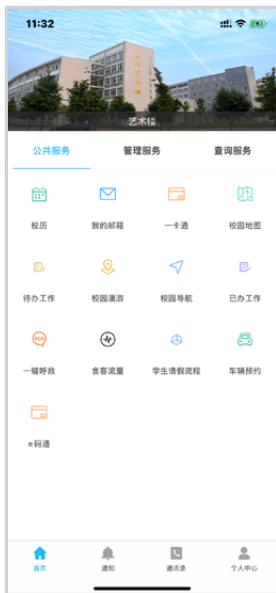 11:32
艺术楼
公共服务 管理服务 查询服务
校历 我的邮箱 一卡通 校园地图
待办工作 校园漫游 校园导航 已办工作
SOS
一键呼救 食客流量 学生请假流程 车辆预约
e码通
首页 通知 通讯录 个人中心